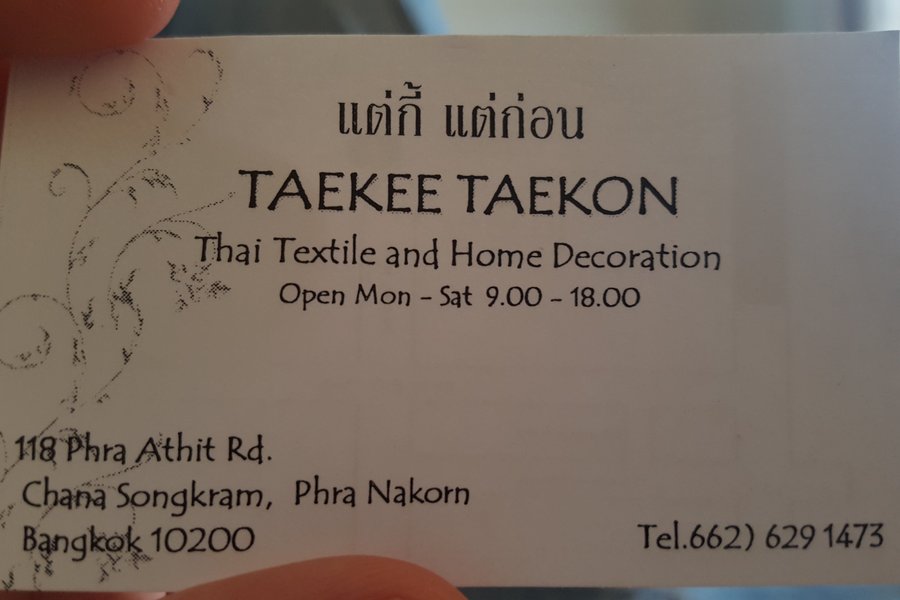 แต่กี้ แต่ก่อน
TAEKEE TAEKON
Thai Textile and Home Decoration
Open Mon - Sat 9.00 - 18.00
118 Phra Athit Rd.
Chana Songkram, Phra Nakorn
Bangkok 10200
Tel.662) 629 1473